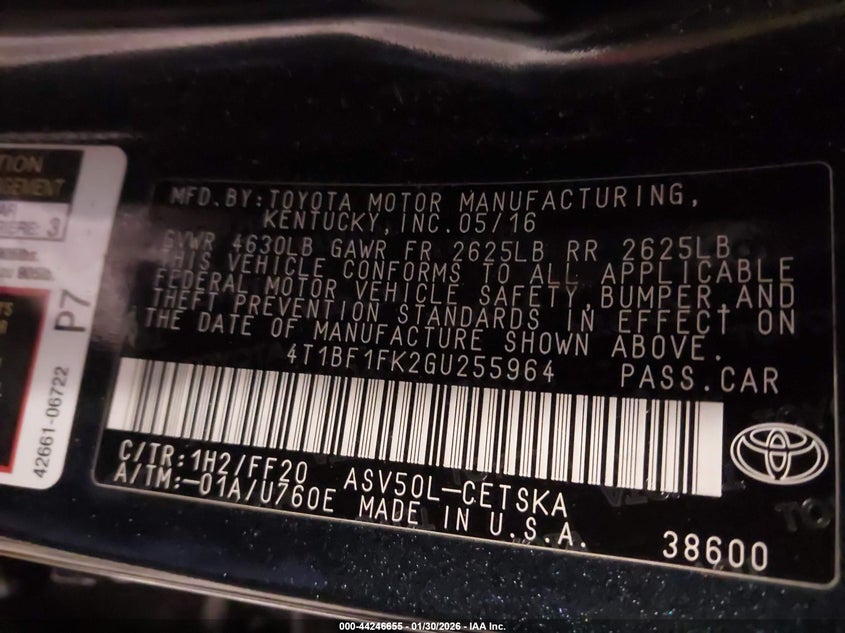 TION
GEMENT
3
P7
42661-06722
MFD.BY:TOYOTA MOTOR MANUFACTURING,
KENTUCKY,INC.05/16
GVWR 4630LB GAWR FR 2625LB RR 2625LB
THIS VEHICLE CONFORMS TO ALL APPLICABLE
FEDERAL MOTOR VEHICLE SAFETY,BUMPER,AND
THEFT PREVENTION STANDARDS IN EFFECT ON
THE DATE OF MANUFACTURE SHOWN ABOVE.
4T1BF1FK2GU255964 PASS.CAR
C/TR:1H2/FF20 ASV50L-CETSKA
A/TM:-01A/U760E MADE IN U.S.A.
38600
000-44246655 - 01/30/2026 - IAA Inc.